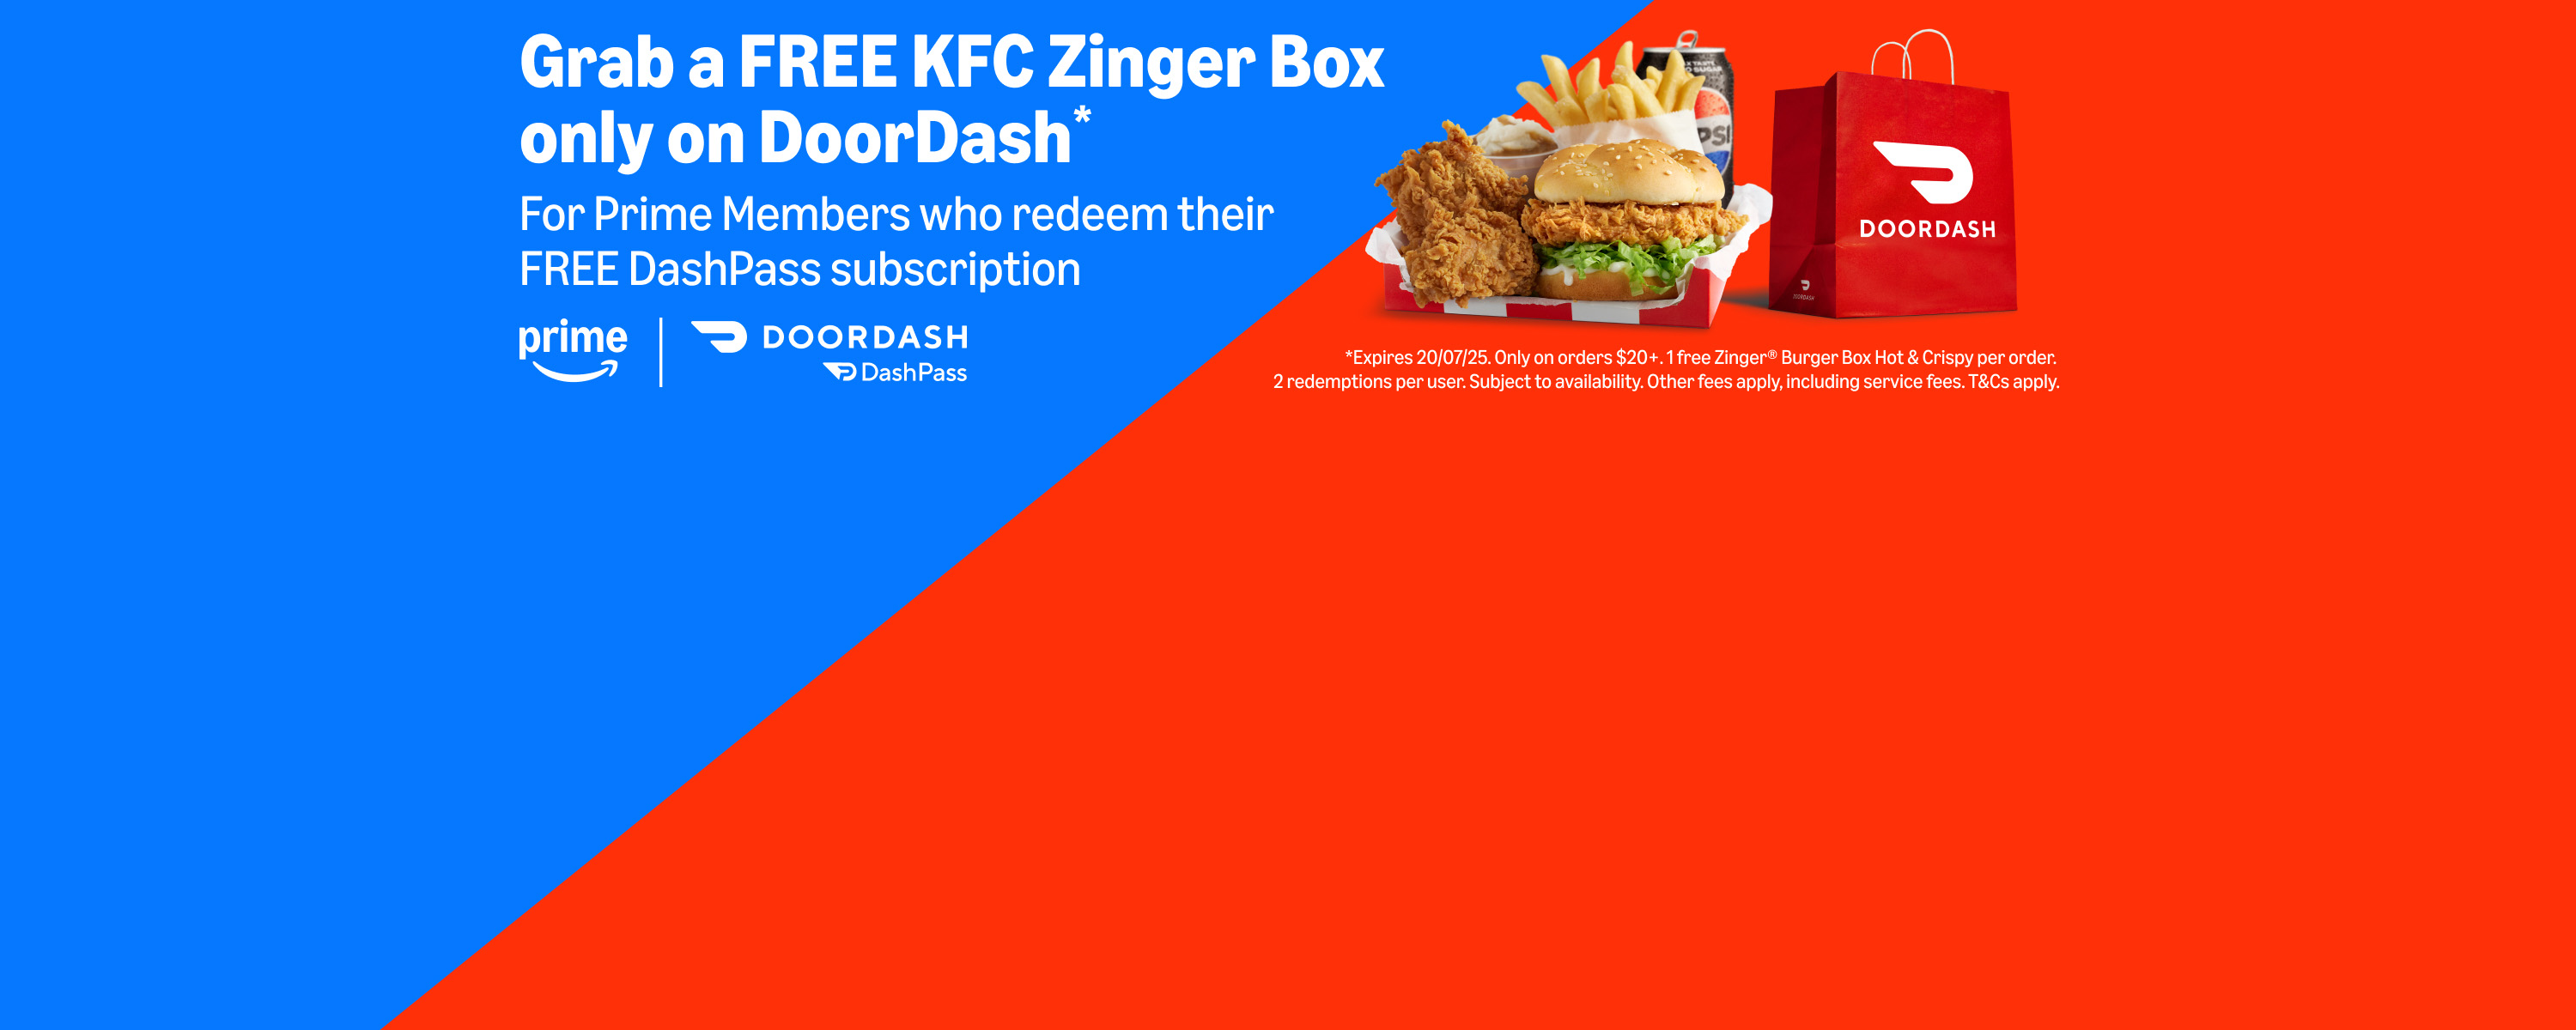 Grab a FREE KFC Zinger Box
only on DoorDash*
For Prime Members who redeem their
FREE DashPass subscription
prime
DOORDASH
DashPass
PEPSI
DOORDASH
DOORDASH
*Expires 20/07/25. Only on orders $20+. 1 free Zinger® Burger Box Hot & Crispy per order.
2 redemptions per user. Subject to availability. Other fees apply, including service fees. T&Cs apply.